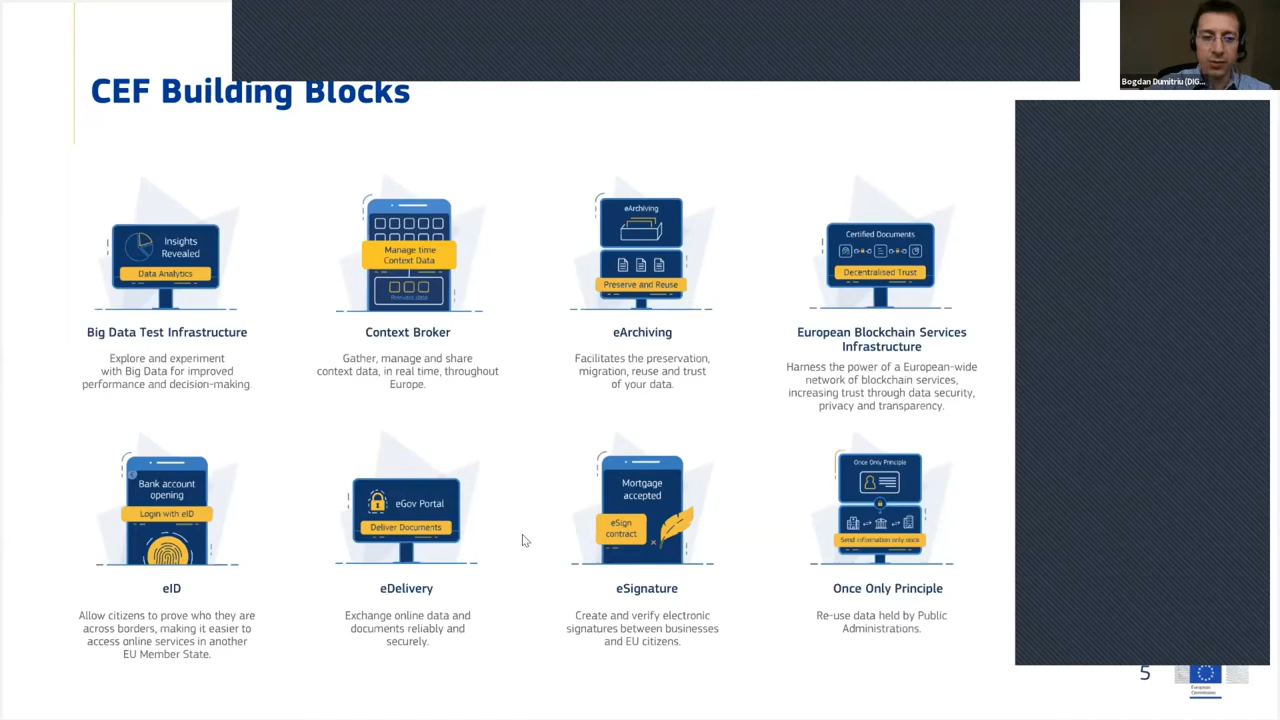 Bogdan Dumitriu (DIG...
CEF Building Blocks
Insights
Revealed
Data Analytics
Big Data Test Infrastructure
Explore and experiment
with Big Data for improved
performance and decision-making.
Manage time
Context Data
Relevant data
Context Broker
Gather, manage and share
context data, in real time, throughout
Europe.
eArchiving
Preserve and Reuse
eArchiving
Facilitates the preservation,
migration, reuse and trust
of your data.
Certified Documents
Decentralised Trust
European Blockchain Services
Infrastructure
Harness the power of a European-wide
network of blockchain services,
increasing trust through data security,
privacy and transparency.
Bank account
opening
Login with eID
eID
Allow citizens to prove who they are
across borders, making it easier to
access online services in another
EU Member State.
eGov Portal
Deliver Documents
eDelivery
Exchange online data and
documents reliably and
securely.
Mortgage
accepted
eSign
contract
eSignature
Create and verify electronic
signatures between businesses
and EU citizens.
Once Only Principle
Send information only once
Once Only Principle
Re-use data held by Public
Administrations.
5
European
Commission